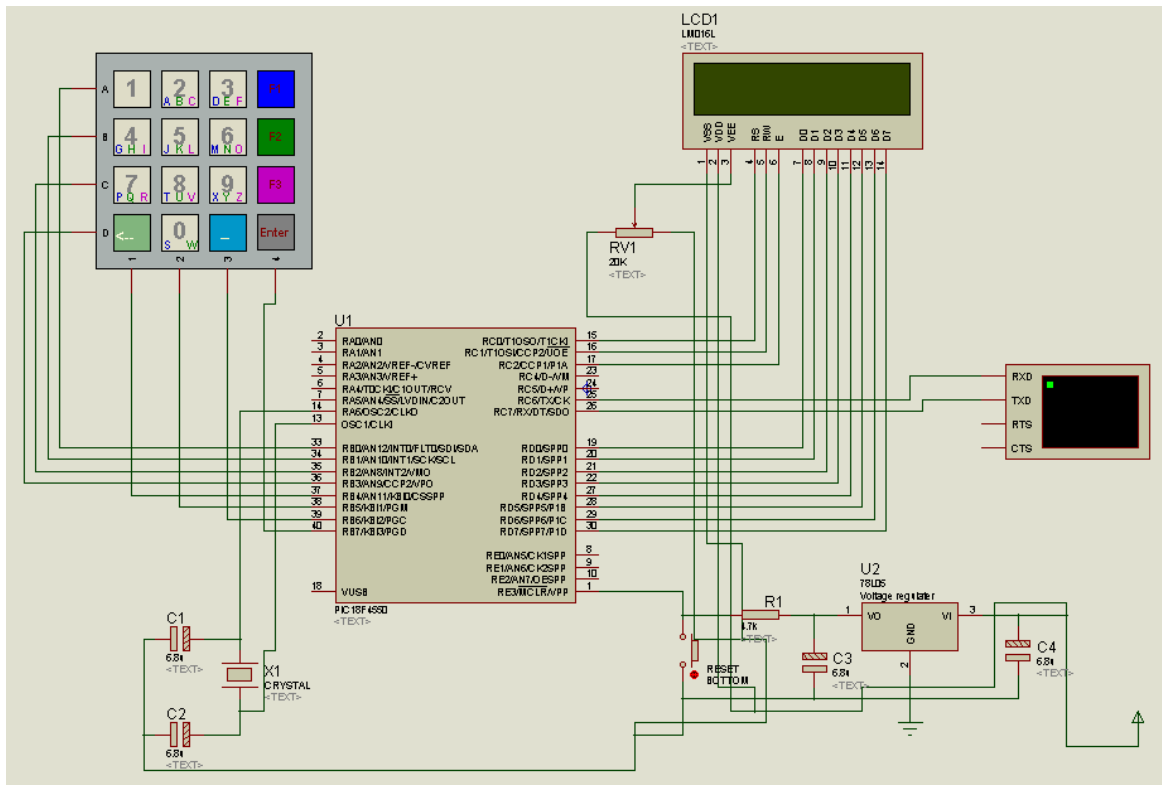 LCD1
LM016L
<TEXT>
VSS VDD VEE RS RW E D0 D1 D2 D3 D4 D5 D6 D7
1 2 3 4 5 6 7 8 9 10 11 12 13 14
A 1 2 ABC 3 DEF F1
B 4 GHI 5 JKL 6 MNO F2
C 7 PQR 8 TUV 9 XYZ F3
D <-- 0 S W _ Enter
1 2 3 4
RV1
20K
<TEXT>
U1
2 RA0/AN0
3 RA1/AN1
4 RA2/AN2/VREF-/CVREF
5 RA3/AN3/VREF+
6 RA4/T0CKI/C1OUT/RCV
7 RA5/AN4/SS/LVDIN/C2OUT
14 RA6/OSC2/CLKO
13 OSC1/CLKI
33 RB0/AN12/INT0/FLT0/SDI/SDA
34 RB1/AN10/INT1/SCK/SCL
35 RB2/AN8/INT2/VMO
36 RB3/AN9/CCP2/VPO
37 RB4/AN11/KBI0/CSSPP
38 RB5/KBI1/PGM
39 RB6/KBI2/PGC
40 RB7/KBI3/PGD
18 VUSB
RC0/T1OSO/T1CKI 15
RC1/T1OSI/CCP2/UOE 16
RC2/CCP1/P1A 17
RC4/D-/VM 23
RC5/D+/VP 24
RC6/TX/CK 25
RC7/RX/DT/SDO 26
RD0/SPP0 19
RD1/SPP1 20
RD2/SPP2 21
RD3/SPP3 22
RD4/SPP4 27
RD5/SPP5/P1B 28
RD6/SPP6/P1C 29
RD7/SPP7/P1D 30
RE0/AN5/CK1SPP 8
RE1/AN6/CK2SPP 9
RE2/AN7/OESPP 10
RE3/MCLR/VPP 1
PIC18F4550
<TEXT>
RXD
TXD
RTS
CTS
U2
78L05
Voltage regulater
1 VO VI 3
GND
2
R1
4.7k
<TEXT>
C3
6.8u
<TEXT>
C4
6.8u
<TEXT>
RESET
BOTTOM
C1
6.8u
<TEXT>
X1
CRYSTAL
<TEXT>
C2
6.8u
<TEXT>